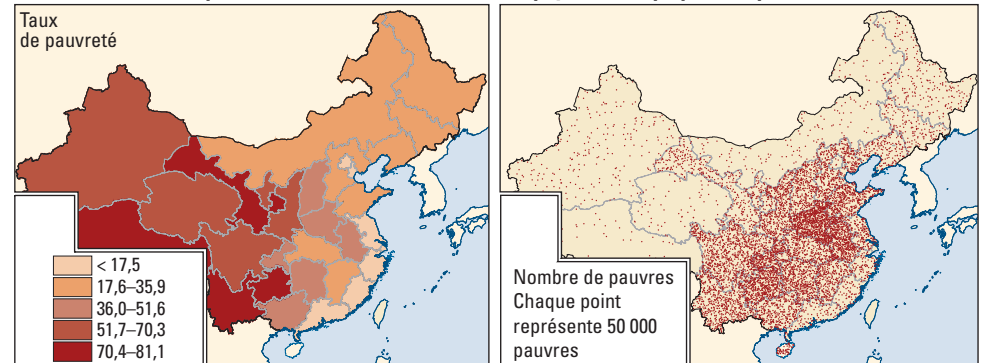 Taux
de pauvreté
< 17,5
17,6–35,9
36,0–51,6
51,7–70,3
70,4–81,1
Nombre de pauvres
Chaque point
représente 50 000
pauvres